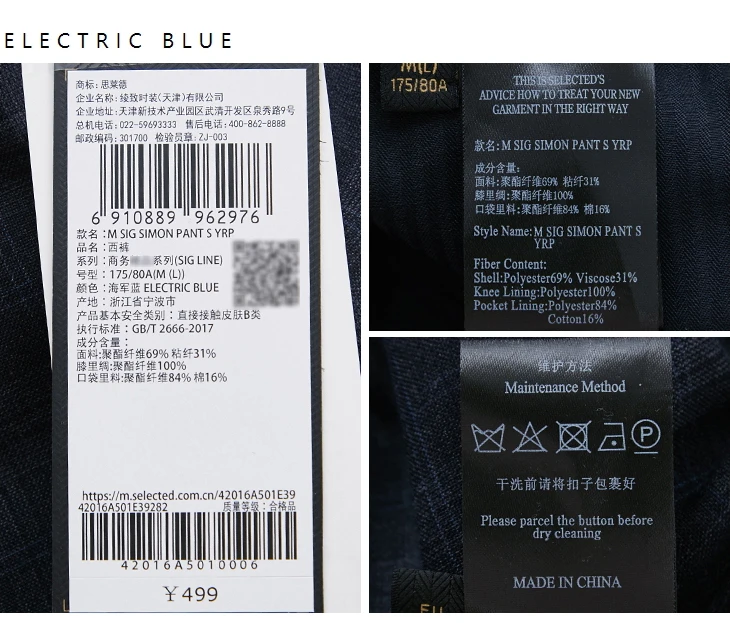 ELECTRIC BLUE
商标: 思莱德
企业名称: 绫致时装(天津)有限公司
企业地址: 天津新技术产业园区武清开发区泉秀路9号
总机电话: 022-59693333 售后电话: 400-862-8888
邮政编码: 301700 检验员章: ZJ-003
6 910889 962976
款名: M SIG SIMON PANT S YRP
品名: 西裤
系列: 商务 系列(SIG LINE)
号型: 175/80A(M (L))
颜色: 海军蓝 ELECTRIC BLUE
产地: 浙江省宁波市
产品基本安全类别: 直接接触皮肤B类
执行标准: GB/T 2666-2017
成分含量:
面料:聚酯纤维69% 粘纤31%
膝里绸:聚酯纤维100%
口袋里料:聚酯纤维84% 棉16%
https://m.selected.com.cn/42016A501E39
42016A501E39282 质量等级: 合格品
42016A5010006
￥499
M(L)
175/80A
THIS IS SELECTED'S
ADVICE HOW TO TREAT YOUR NEW
GARMENT IN THE RIGHT WAY
款名: M SIG SIMON PANT S YRP
成分含量:
面料:聚酯纤维69% 粘纤31%
膝里绸:聚酯纤维100%
口袋里料:聚酯纤维84% 棉16%
Style Name: M SIG SIMON PANT S
YRP
Fiber Content:
Shell:Polyester69% Viscose31%
Knee Lining:Polyester100%
Pocket Lining:Polyester84%
Cotton16%
维护方法
Maintenance Method
P
干洗前请将扣子包裹好
Please parcel the button before
dry cleaning
MADE IN CHINA